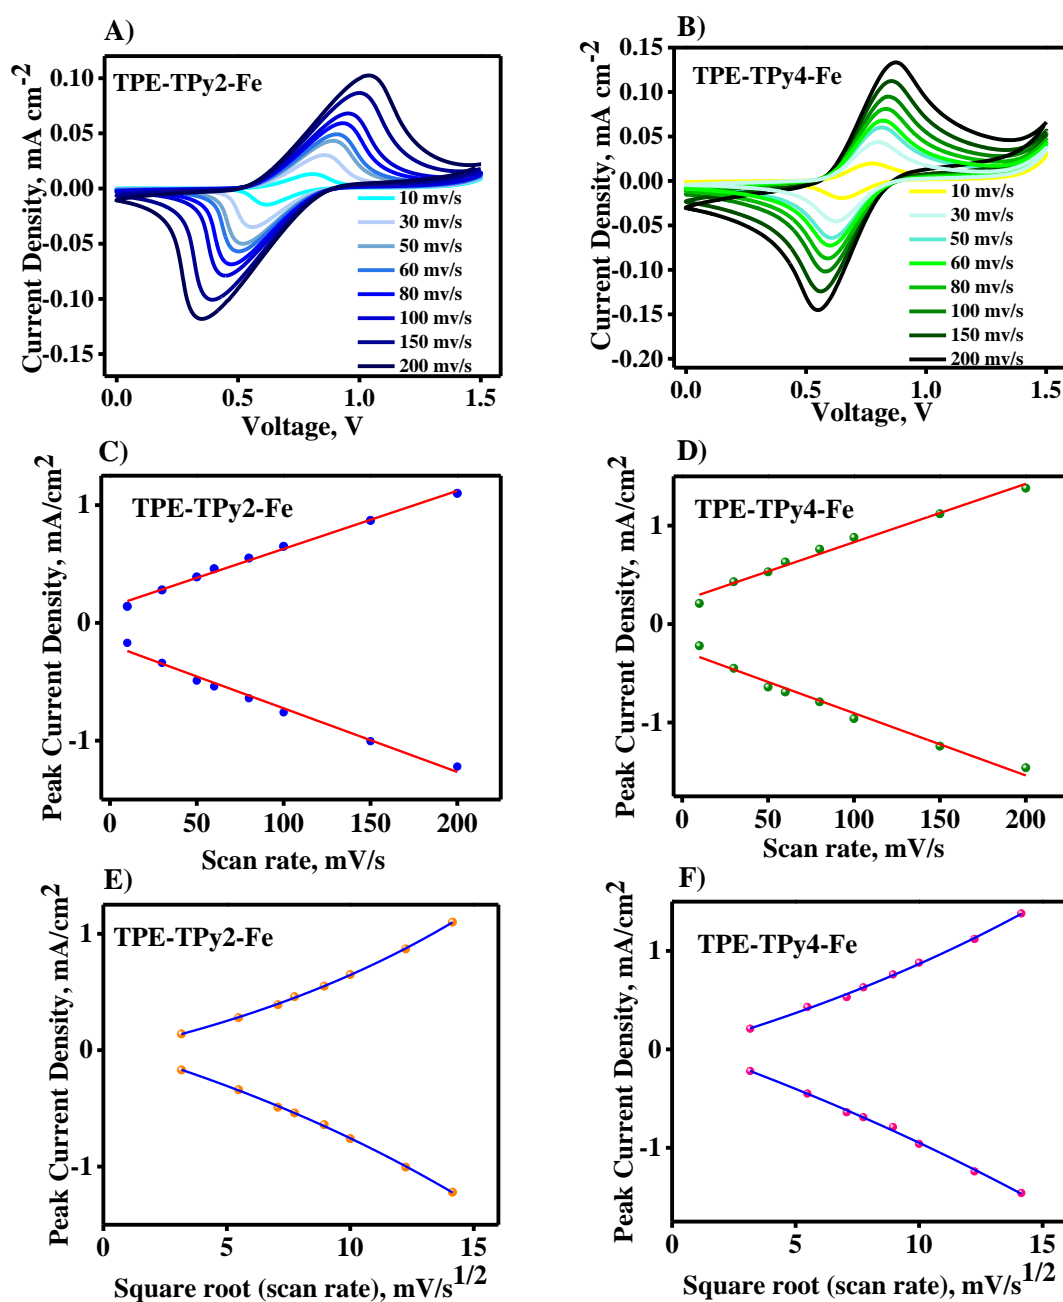 A)
TPE-TPy2-Fe
Current Density, mA cm-2
0.10
0.05
0.00
-0.05
-0.10
-0.15
10 mv/s
30 mv/s
50 mv/s
60 mv/s
80 mv/s
100 mv/s
150 mv/s
200 mv/s
0.0 0.5 1.0 1.5
Voltage, V
B)
TPE-TPy4-Fe
Current Density, mA cm-2
0.15
0.10
0.05
0.00
-0.05
-0.10
-0.15
-0.20
10 mv/s
30 mv/s
50 mv/s
60 mv/s
80 mv/s
100 mv/s
150 mv/s
200 mv/s
0.0 0.5 1.0 1.5
Voltage, V
C)
TPE-TPy2-Fe
Peak Current Density, mA/cm2
1
0
-1
0 50 100 150 200
Scan rate, mV/s
D)
TPE-TPy4-Fe
Peak Current Density, mA/cm2
1
0
-1
0 50 100 150 200
Scan rate, mV/s
E)
TPE-TPy2-Fe
Peak Current Density, mA/cm2
1
0
-1
0 5 10 15
Square root (scan rate), mV/s1/2
F)
TPE-TPy4-Fe
Peak Current Density, mA/cm2
1
0
-1
0 5 10 15
Square root (scan rate), mV/s1/2